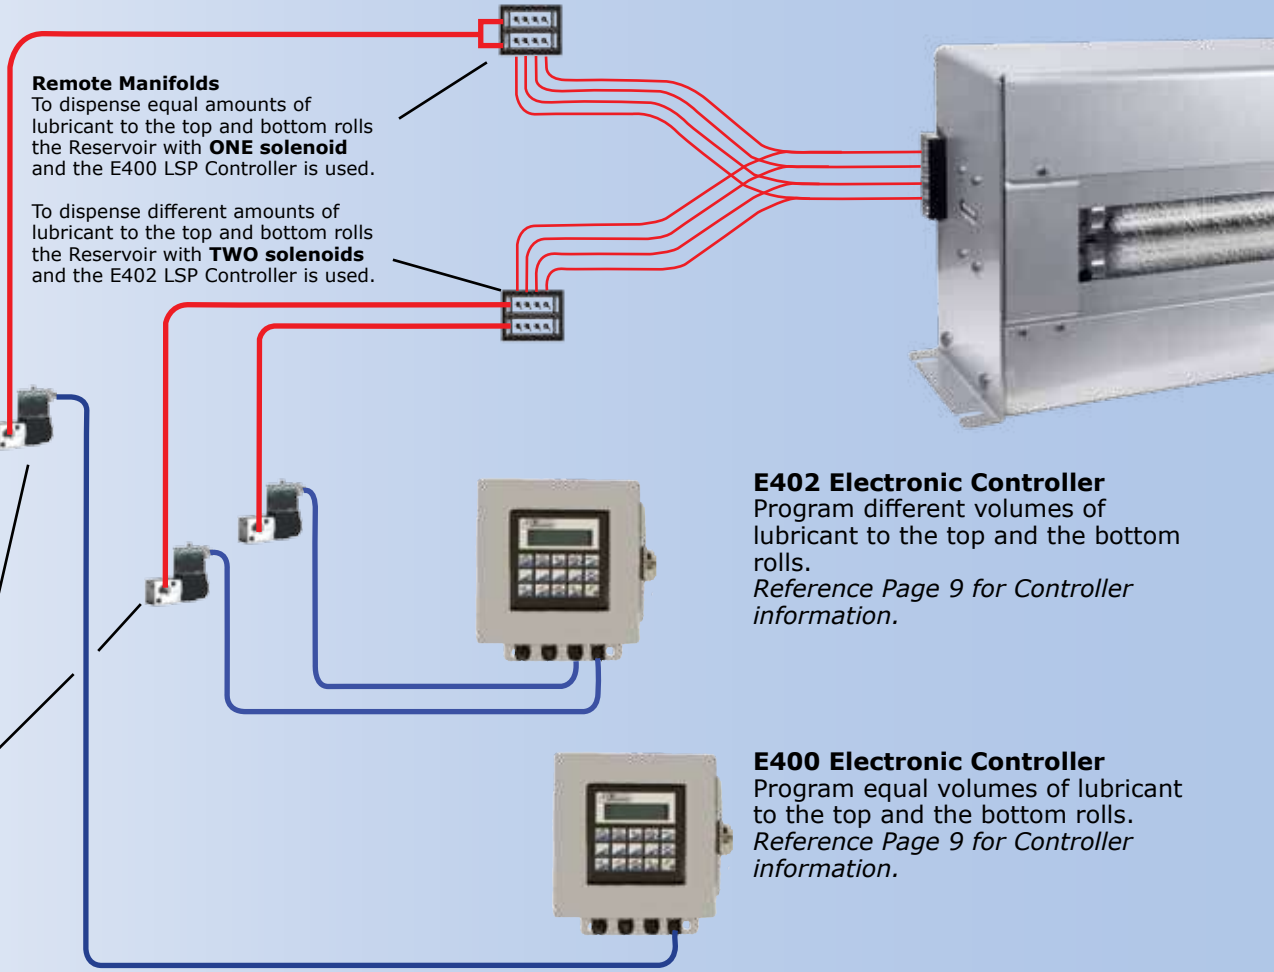 Remote Manifolds
To dispense equal amounts of
lubricant to the top and bottom rolls
the Reservoir with ONE solenoid
and the E400 LSP Controller is used.
To dispense different amounts of
lubricant to the top and bottom rolls
the Reservoir with TWO solenoids
and the E402 LSP Controller is used.
E402 Electronic Controller
Program different volumes of
lubricant to the top and the bottom
rolls.
Reference Page 9 for Controller
information.
E400 Electronic Controller
Program equal volumes of lubricant
to the top and the bottom rolls.
Reference Page 9 for Controller
information.